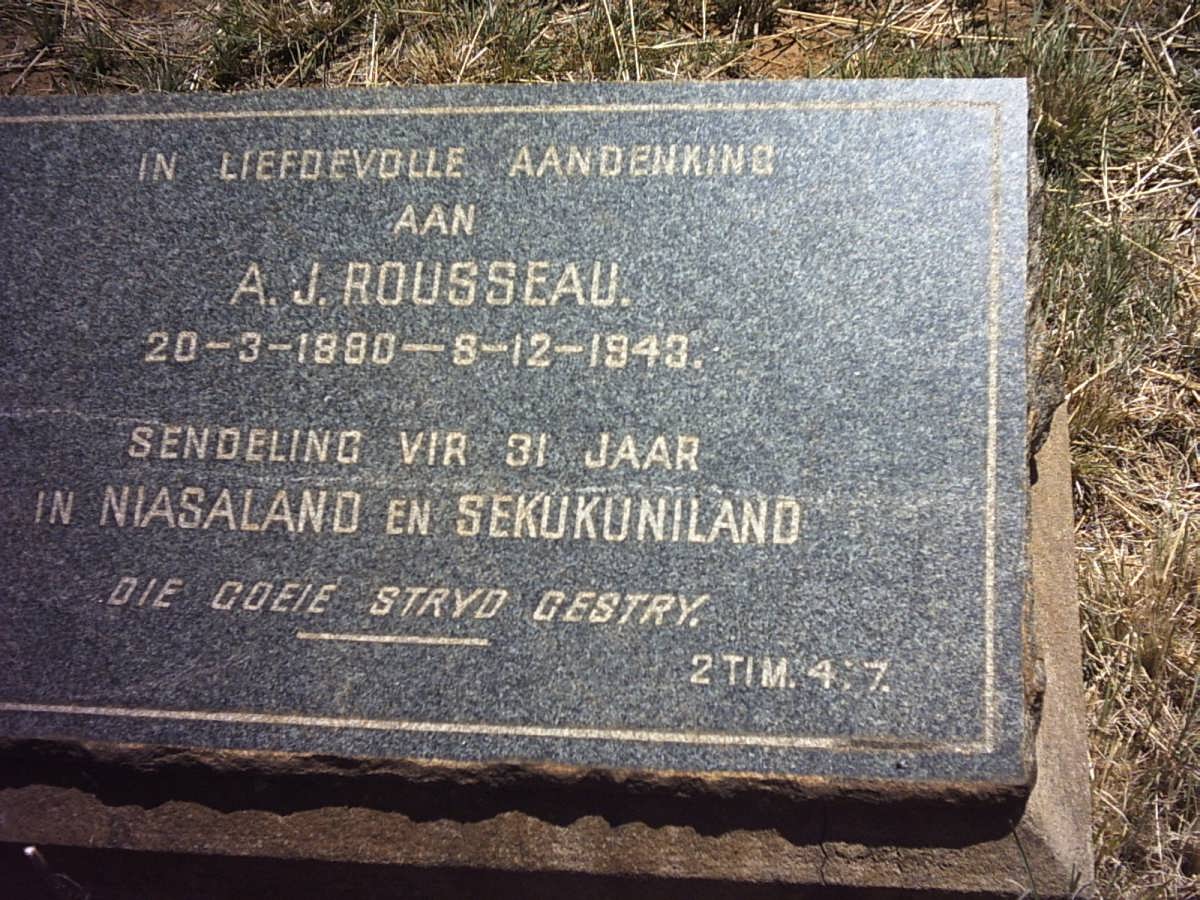 IN LIEFDEVOLLE AANDENKING
AAN
A. J. ROUSSEAU.
20-3-1880—8-12-1943.
SENDELING VIR 31 JAAR
IN NIASALAND EN SEKUKUNILAND
DIE GOEIE STRYD GESTRY.
2 TIM. 4:7.